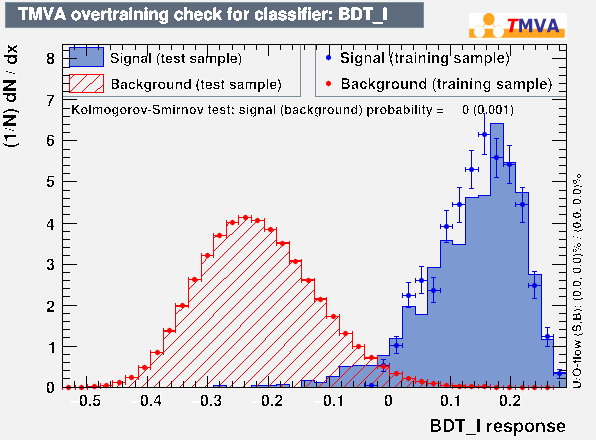 TMVA overtraining check for classifier: BDT_I
TMVA
(1/N) dN / dx
Signal (test sample)
Background (test sample)
Signal (training sample)
Background (training sample)
Kolmogorov-Smirnov test: signal (background) probability = 0 (0.001)
8
7
6
5
4
3
2
1
0
-0.5 -0.4 -0.3 -0.2 -0.1 -0 0.1 0.2
BDT_I response
U/O-flow (S,B): (0.0, 0.0)% / (0.0, 0.0)%